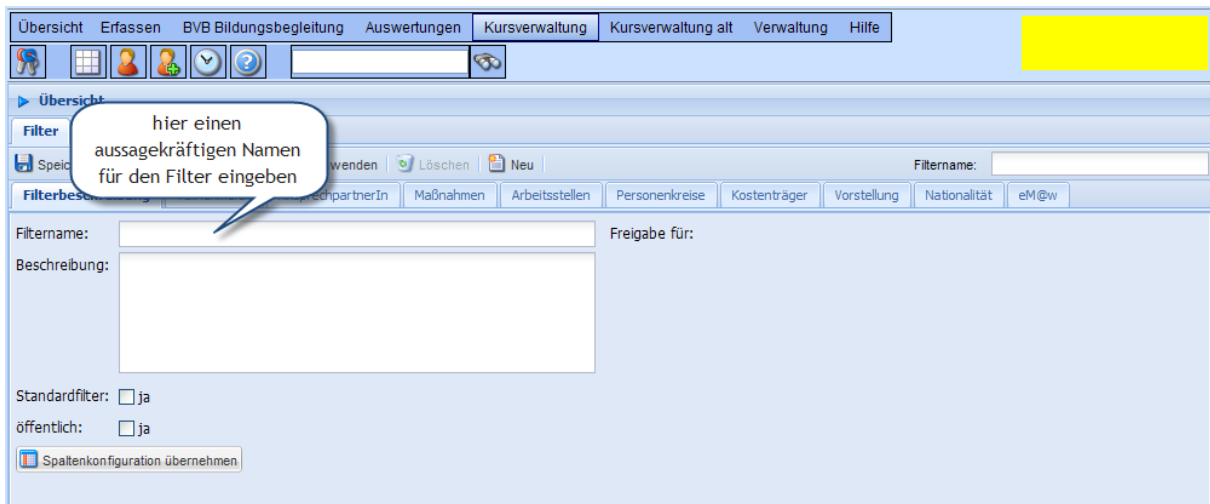 Übersicht Erfassen BVB Bildungsbegleitung Auswertungen Kursverwaltung Kursverwaltung alt Verwaltung Hilfe
Übersicht
hier einen
aussagekräftigen Namen
für den Filter eingeben
Filter
Löschen Neu Filtername:
Maßnahmen Arbeitsstellen Personenkreise Kostenträger Vorstellung Nationalität eM@w
Filtername: Freigabe für:
Beschreibung:
Standardfilter: ja
öffentlich: ja
Spaltenkonfiguration übernehmen